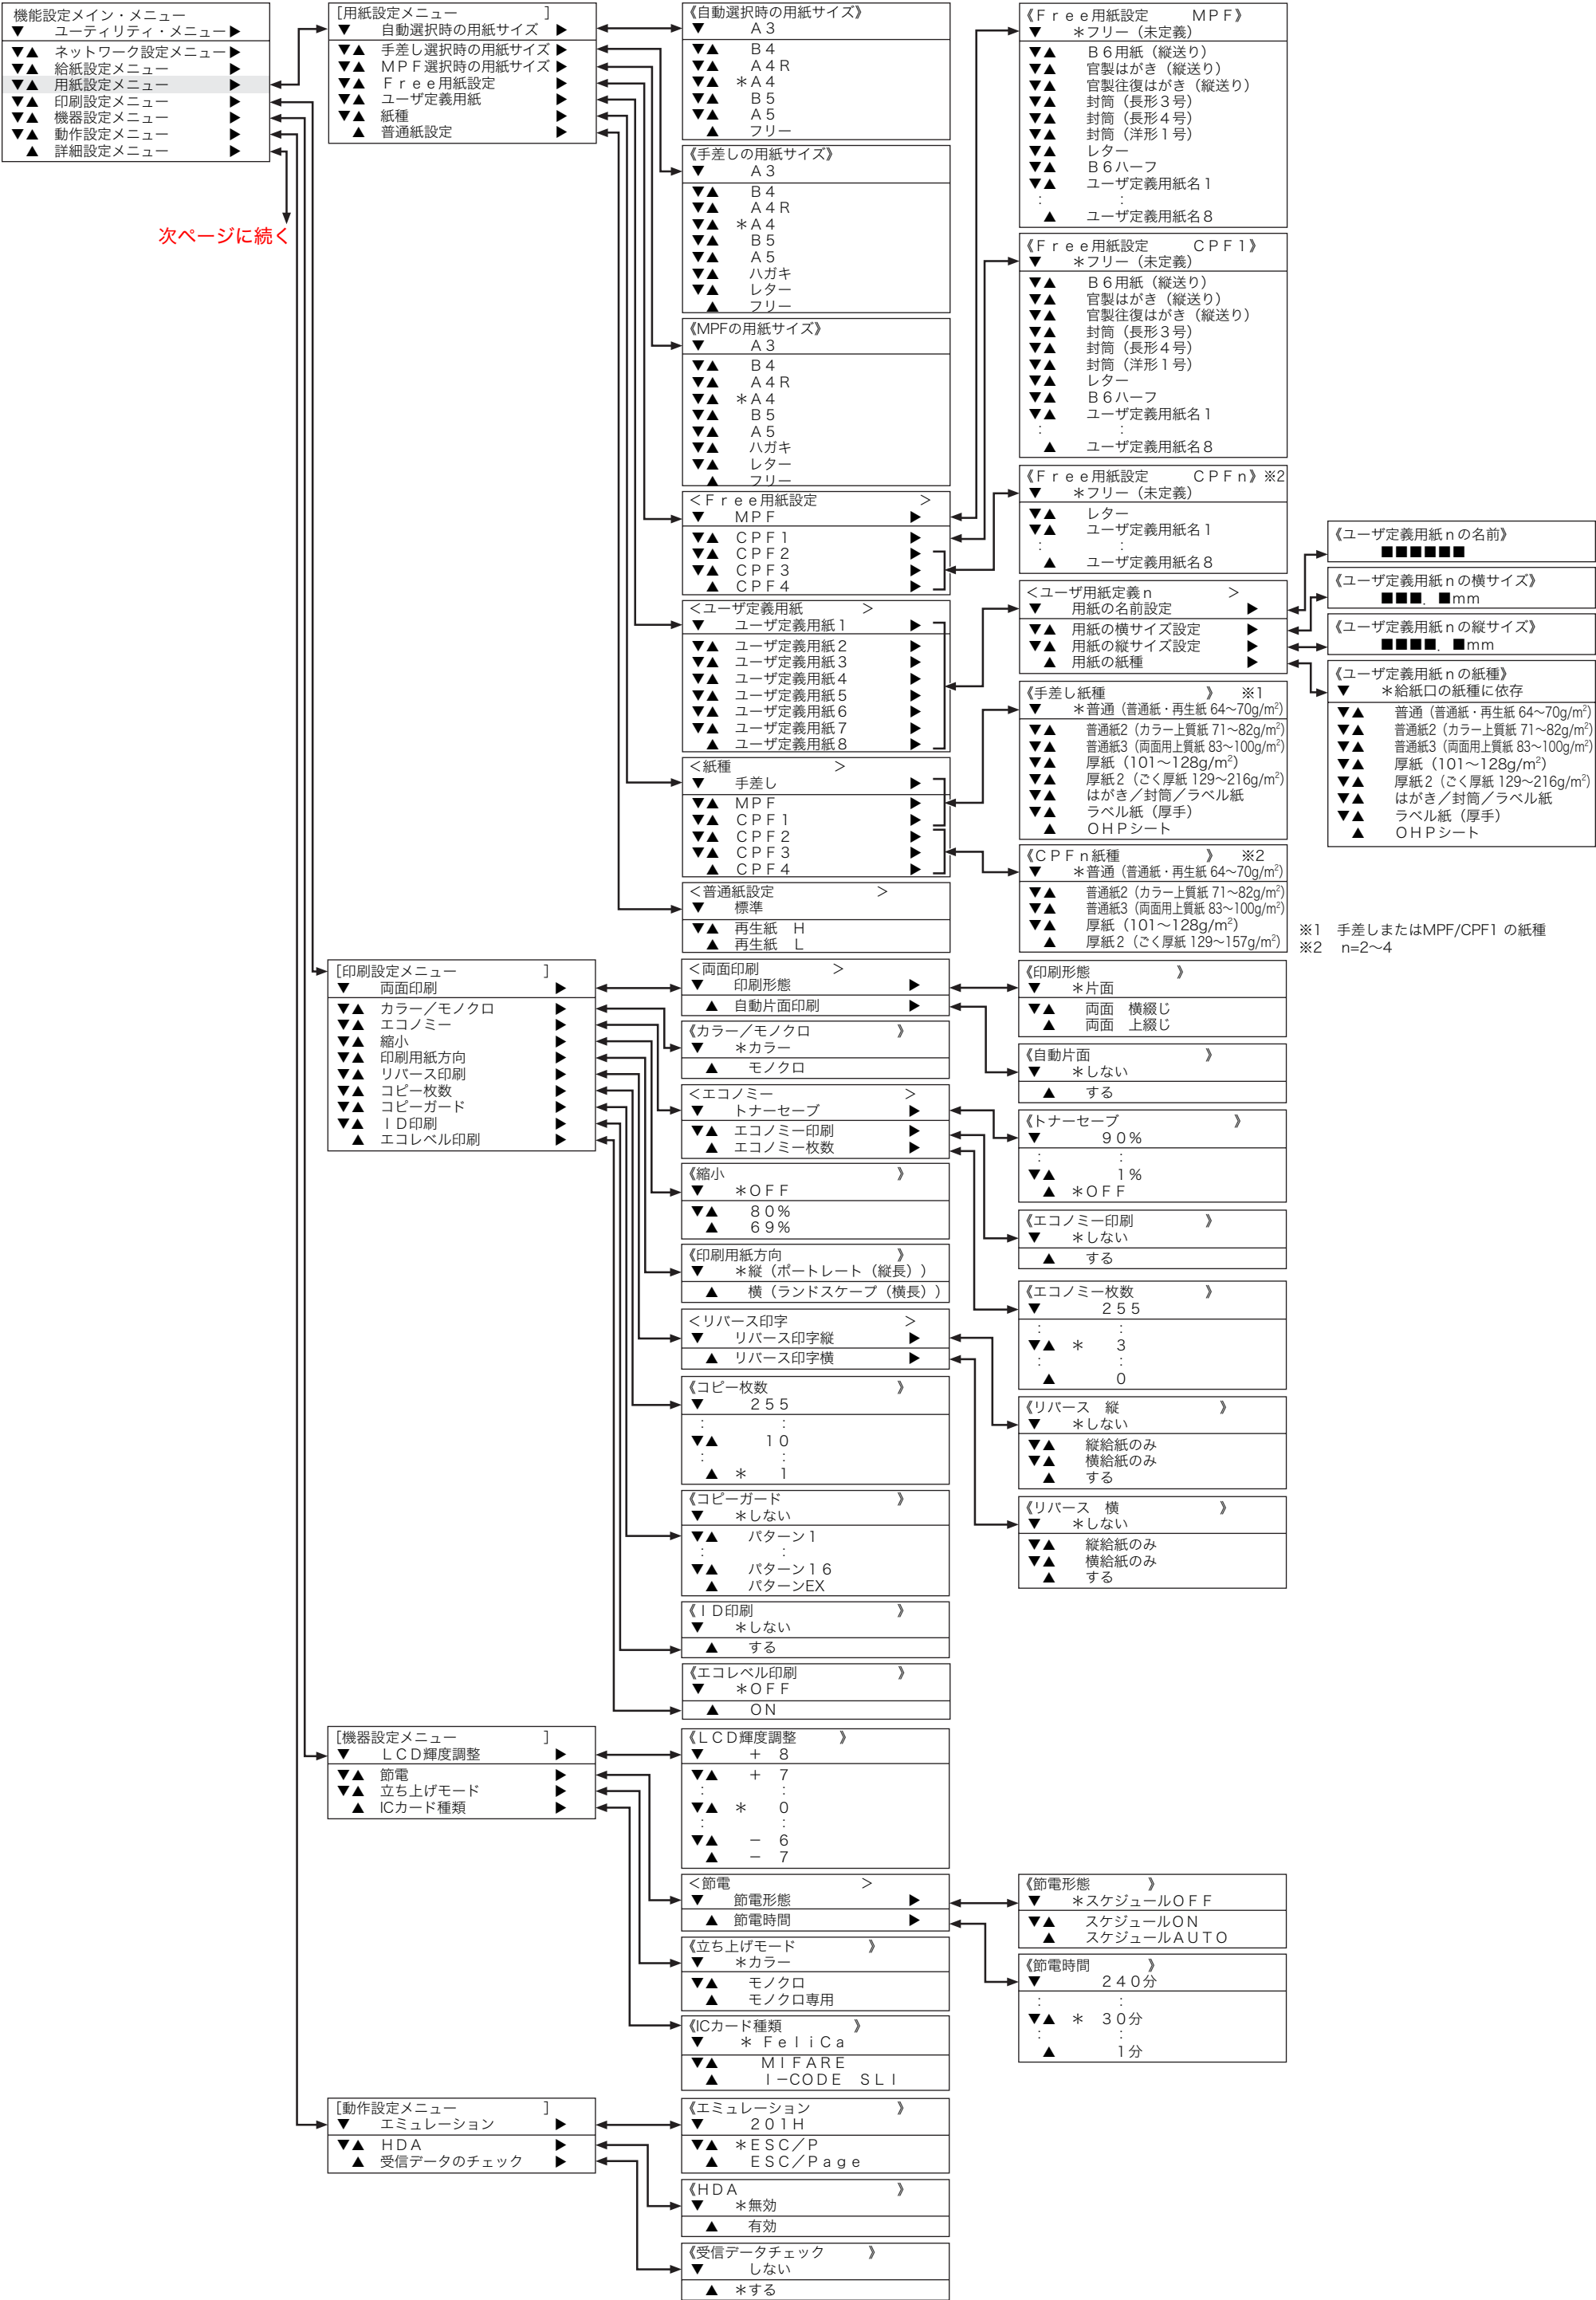 機能設定メイン・メニュー
▼ ユーティリティ・メニュー▶
▼▲ ネットワーク設定メニュー▶
▼▲ 給紙設定メニュー ▶
▼▲ 用紙設定メニュー ▶
▼▲ 印刷設定メニュー ▶
▼▲ 機器設定メニュー ▶
▼▲ 動作設定メニュー ▶
▲ 詳細設定メニュー ▶
次ページに続く
[用紙設定メニュー ]
▼ 自動選択時の用紙サイズ ▶
▼▲ 手差し選択時の用紙サイズ▶
▼▲ MPF選択時の用紙サイズ▶
▼▲ Free用紙設定 ▶
▼▲ ユーザ定義用紙 ▶
▼▲ 紙種 ▶
▲ 普通紙設定 ▶
《自動選択時の用紙サイズ》
▼ A3
▼▲ B4
▼▲ A4R
▼▲ *A4
▼▲ B5
▼▲ A5
▲ フリー
《手差しの用紙サイズ》
▼ A3
▼▲ B4
▼▲ A4R
▼▲ *A4
▼▲ B5
▼▲ A5
▼▲ ハガキ
▼▲ レター
▲ フリー
《MPFの用紙サイズ》
▼ A3
▼▲ B4
▼▲ A4R
▼▲ *A4
▼▲ B5
▼▲ A5
▼▲ ハガキ
▼▲ レター
▲ フリー
<Free用紙設定 >
▼ MPF ▶
▼▲ CPF1 ▶
▼▲ CPF2 ▶
▼▲ CPF3 ▶
▲ CPF4 ▶
<ユーザ定義用紙 >
▼ ユーザ定義用紙1 ▶
▼▲ ユーザ定義用紙2 ▶
▼▲ ユーザ定義用紙3 ▶
▼▲ ユーザ定義用紙4 ▶
▼▲ ユーザ定義用紙5 ▶
▼▲ ユーザ定義用紙6 ▶
▼▲ ユーザ定義用紙7 ▶
▲ ユーザ定義用紙8 ▶
<紙種 >
▼ 手差し ▶
▼▲ MPF ▶
▼▲ CPF1 ▶
▼▲ CPF2 ▶
▼▲ CPF3 ▶
▲ CPF4 ▶
<普通紙設定 >
▼ 標準
▼▲ 再生紙 H
▲ 再生紙 L
《Free用紙設定 MPF》
▼ *フリー(未定義)
▼▲ B6用紙(縦送り)
▼▲ 官製はがき(縦送り)
▼▲ 官製往復はがき(縦送り)
▼▲ 封筒(長形3号)
▼▲ 封筒(長形4号)
▼▲ 封筒(洋形1号)
▼▲ レター
▼▲ B6ハーフ
▼▲ ユーザ定義用紙名1
: :
▲ ユーザ定義用紙名8
《Free用紙設定 CPF1》
▼ *フリー(未定義)
▼▲ B6用紙(縦送り)
▼▲ 官製はがき(縦送り)
▼▲ 官製往復はがき(縦送り)
▼▲ 封筒(長形3号)
▼▲ 封筒(長形4号)
▼▲ 封筒(洋形1号)
▼▲ レター
▼▲ B6ハーフ
▼▲ ユーザ定義用紙名1
: :
▲ ユーザ定義用紙名8
《Free用紙設定 CPFn》※2
▼ *フリー(未定義)
▼▲ レター
▼▲ ユーザ定義用紙名1
: :
▲ ユーザ定義用紙名8
<ユーザ用紙定義n >
▼ 用紙の名前設定 ▶
▼▲ 用紙の横サイズ設定 ▶
▼▲ 用紙の縦サイズ設定 ▶
▲ 用紙の紙種 ▶
《手差し紙種 》 ※1
▼ *普通(普通紙・再生紙 64〜70g/m²)
▼▲ 普通紙2(カラー上質紙 71〜82g/m²)
▼▲ 普通紙3(両面用上質紙 83〜100g/m²)
▼▲ 厚紙(101〜128g/m²)
▼▲ 厚紙2(ごく厚紙 129〜216g/m²)
▼▲ はがき/封筒/ラベル紙
▼▲ ラベル紙(厚手)
▲ OHPシート
《CPFn紙種 》 ※2
▼ *普通(普通紙・再生紙 64〜70g/m²)
▼▲ 普通紙2(カラー上質紙 71〜82g/m²)
▼▲ 普通紙3(両面用上質紙 83〜100g/m²)
▼▲ 厚紙(101〜128g/m²)
▲ 厚紙2(ごく厚紙 129〜157g/m²)
《ユーザ定義用紙nの名前》
■■■■■■
《ユーザ定義用紙nの横サイズ》
■■■. ■mm
《ユーザ定義用紙nの縦サイズ》
■■■■. ■mm
《ユーザ定義用紙nの紙種》
▼ *給紙口の紙種に依存
▼▲ 普通(普通紙・再生紙 64〜70g/m²)
▼▲ 普通紙2(カラー上質紙 71〜82g/m²)
▼▲ 普通紙3(両面用上質紙 83〜100g/m²)
▼▲ 厚紙(101〜128g/m²)
▼▲ 厚紙2(ごく厚紙 129〜216g/m²)
▼▲ はがき/封筒/ラベル紙
▼▲ ラベル紙(厚手)
▲ OHPシート
※1 手差しまたはMPF/CPF1 の紙種
※2 n=2〜4
[印刷設定メニュー ]
▼ 両面印刷 ▶
▼▲ カラー/モノクロ ▶
▼▲ エコノミー ▶
▼▲ 縮小 ▶
▼▲ 印刷用紙方向 ▶
▼▲ リバース印刷 ▶
▼▲ コピー枚数 ▶
▼▲ コピーガード ▶
▼▲ ID印刷 ▶
▲ エコレベル印刷 ▶
<両面印刷 >
▼ 印刷形態 ▶
▲ 自動片面印刷 ▶
《カラー/モノクロ 》
▼ *カラー
▲ モノクロ
<エコノミー >
▼ トナーセーブ ▶
▼▲ エコノミー印刷 ▶
▲ エコノミー枚数 ▶
《縮小 》
▼ *OFF
▼▲ 80%
▲ 69%
《印刷用紙方向 》
▼ *縦(ポートレート(縦長))
▲ 横(ランドスケープ(横長))
<リバース印字 >
▼ リバース印字縦 ▶
▲ リバース印字横 ▶
《コピー枚数 》
▼ 255
: :
▼▲ 10
: :
▲ * 1
《コピーガード 》
▼ *しない
▼▲ パターン1
: :
▼▲ パターン16
▲ パターンEX
《ID印刷 》
▼ *しない
▲ する
《エコレベル印刷 》
▼ *OFF
▲ ON
《印刷形態 》
▼ *片面
▼▲ 両面 横綴じ
▲ 両面 上綴じ
《自動片面 》
▼ *しない
▲ する
《トナーセーブ 》
▼ 90%
: :
▼▲ 1%
▲ *OFF
《エコノミー印刷 》
▼ *しない
▲ する
《エコノミー枚数 》
▼ 255
: :
▼▲ * 3
: :
▲ 0
《リバース 縦 》
▼ *しない
▼▲ 縦給紙のみ
▼▲ 横給紙のみ
▲ する
《リバース 横 》
▼ *しない
▼▲ 縦給紙のみ
▼▲ 横給紙のみ
▲ する
[機器設定メニュー ]
▼ LCD輝度調整 ▶
▼▲ 節電 ▶
▼▲ 立ち上げモード ▶
▲ ICカード種類 ▶
《LCD輝度調整 》
▼ + 8
▼▲ + 7
: :
▼▲ * 0
: :
▼▲ − 6
▲ − 7
<節電 >
▼ 節電形態 ▶
▲ 節電時間 ▶
《立ち上げモード 》
▼ *カラー
▼▲ モノクロ
▲ モノクロ専用
《ICカード種類 》
▼ * FeliCa
▼▲ MIFARE
▲ I−CODE SLI
《節電形態 》
▼ *スケジュールOFF
▼▲ スケジュールON
▲ スケジュールAUTO
《節電時間 》
▼ 240分
: :
▼▲ * 30分
: :
▲ 1分
[動作設定メニュー ]
▼ エミュレーション ▶
▼▲ HDA ▶
▲ 受信データのチェック ▶
《エミュレーション 》
▼ 201H
▼▲ *ESC/P
▲ ESC/Page
《HDA 》
▼ *無効
▲ 有効
《受信データチェック 》
▼ しない
▲ *する